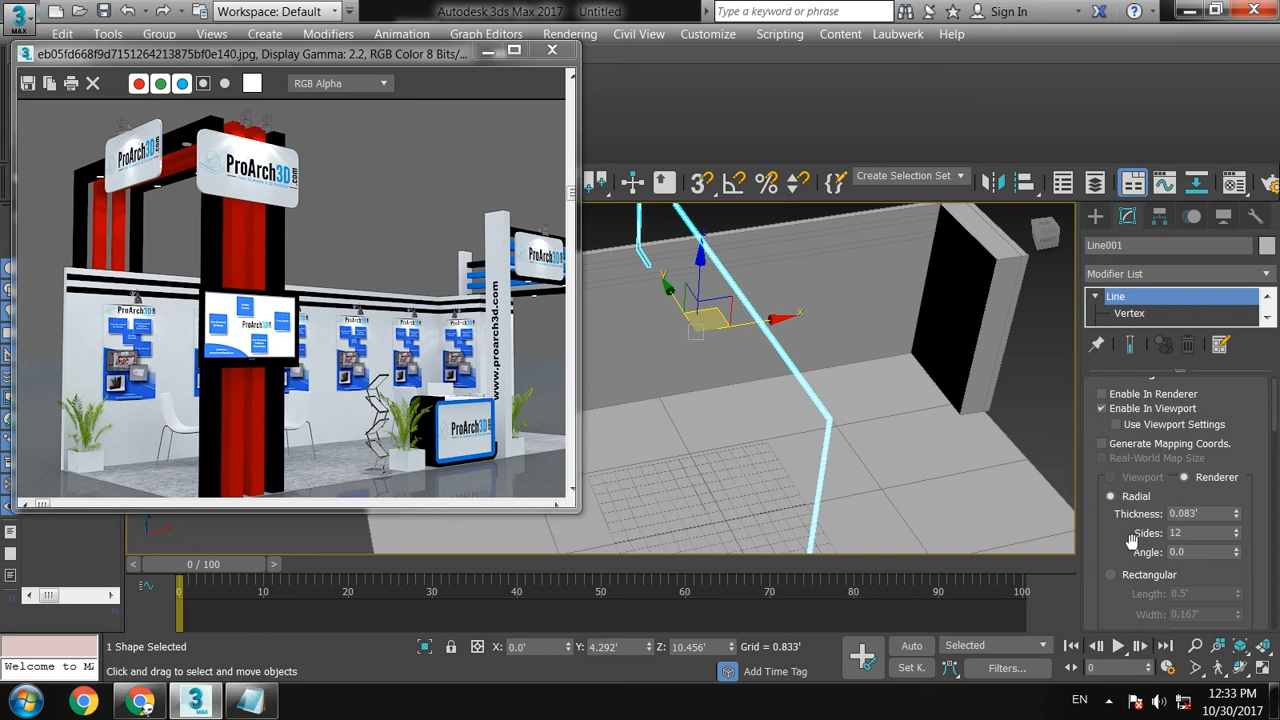 Workspace: Default
Autodesk 3ds Max 2017
Untitled
Type a keyword or phrase
Sign In
MAX
Edit
Tools
Group
Views
Create
Modifiers
Animation
Graph Editors
Rendering
Civil View
Customize
Scripting
Content
Laubwerk
Help
eb05fd668f9d7151264213875bf0e140.jpg, Display Gamma: 2.2, RGB Color 8 Bits/...
RGB Alpha
ProArch3D.com
ProArch3D.com
ProArch3D
ProArch3D
www.proarch3d.com
ProArch3D
Create Selection Set
Line001
Modifier List
Line
Vertex
Enable In Renderer
Enable In Viewport
Use Viewport Settings
Generate Mapping Coords.
Real-World Map Size
Viewport
Renderer
Radial
Thickness: 0.083'
Sides: 12
Angle: 0.0
Rectangular
Length: 0.5'
Width: 0.167'
Z
Y
X
0 / 100
0 10 20 30 40 50 60 70 80 90 100
1 Shape Selected
X: 0.0'
Y: 4.292'
Z: 10.456'
Grid = 0.833'
Auto
Selected
Welcome to MA
Click and drag to select and move objects
Add Time Tag
Set K.
Filters...
0
EN
12:33 PM
10/30/2017